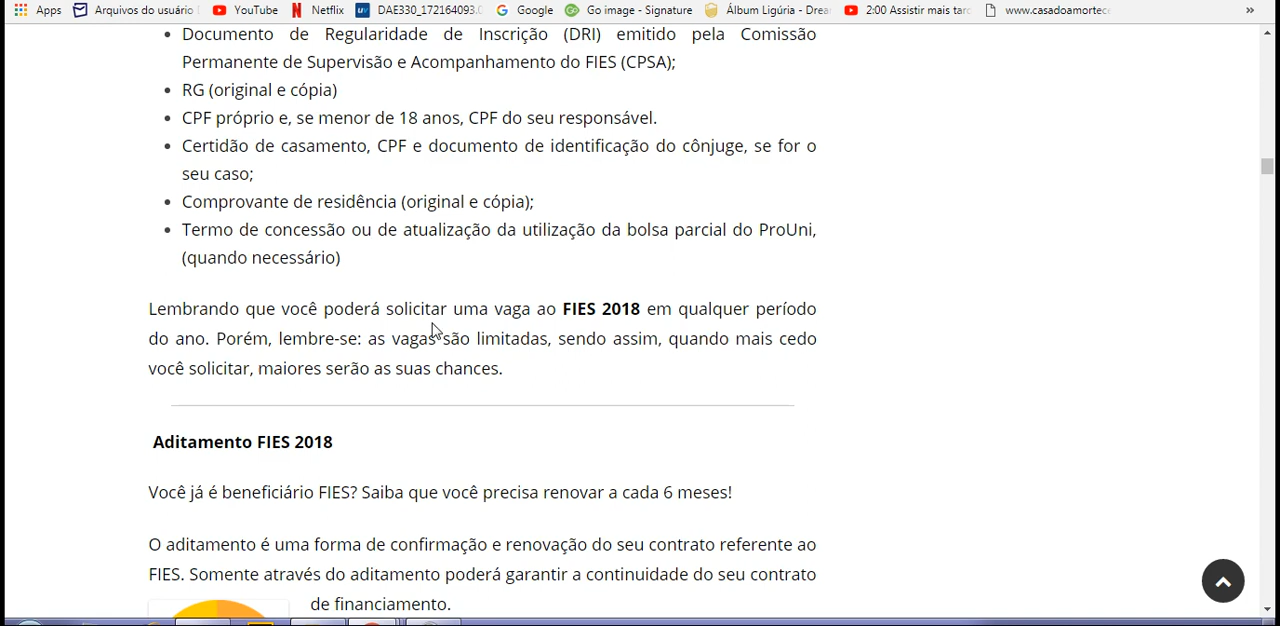 Apps Arquivos do usuário YouTube Netflix DAE330_172164093. Google Go image - Signature Álbum Ligúria - Drea 2:00 Assistir mais tard www.casadoamortec »
• Documento de Regularidade de Inscrição (DRI) emitido pela Comissão
Permanente de Supervisão e Acompanhamento do FIES (CPSA);
• RG (original e cópia)
• CPF próprio e, se menor de 18 anos, CPF do seu responsável.
• Certidão de casamento, CPF e documento de identificação do cônjuge, se for o
seu caso;
• Comprovante de residência (original e cópia);
• Termo de concessão ou de atualização da utilização da bolsa parcial do ProUni,
(quando necessário)
Lembrando que você poderá solicitar uma vaga ao FIES 2018 em qualquer período
do ano. Porém, lembre-se: as vagas são limitadas, sendo assim, quando mais cedo
você solicitar, maiores serão as suas chances.
Aditamento FIES 2018
Você já é beneficiário FIES? Saiba que você precisa renovar a cada 6 meses!
O aditamento é uma forma de confirmação e renovação do seu contrato referente ao
FIES. Somente através do aditamento poderá garantir a continuidade do seu contrato
de financiamento.